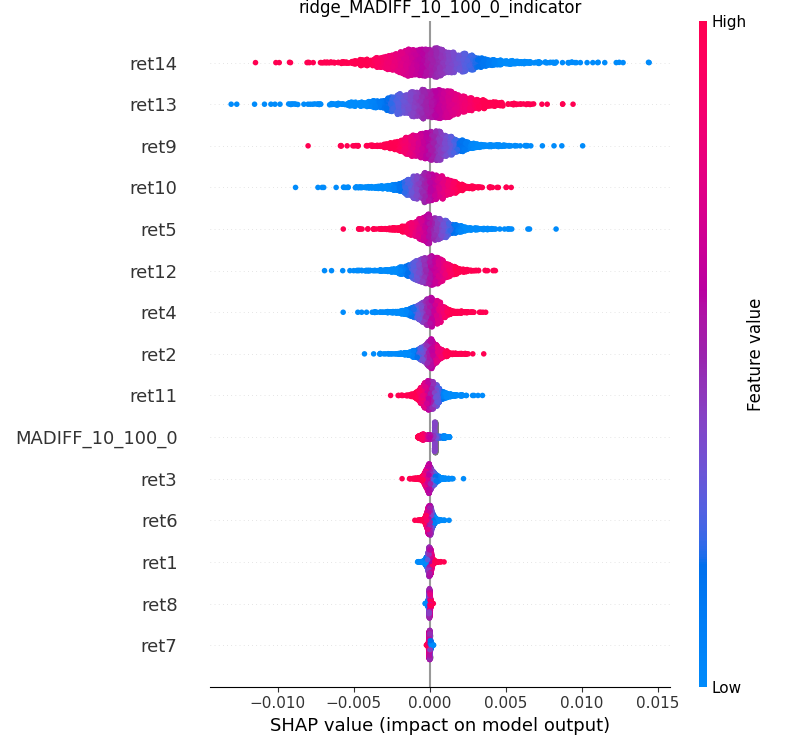 ridge_MADIFF_10_100_0_indicator
High
ret14
ret13
ret9
ret10
ret5
ret12
ret4
ret2
ret11
MADIFF_10_100_0
ret3
ret6
ret1
ret8
ret7
Feature value
Low
−0.010 −0.005 0.000 0.005 0.010 0.015
SHAP value (impact on model output)